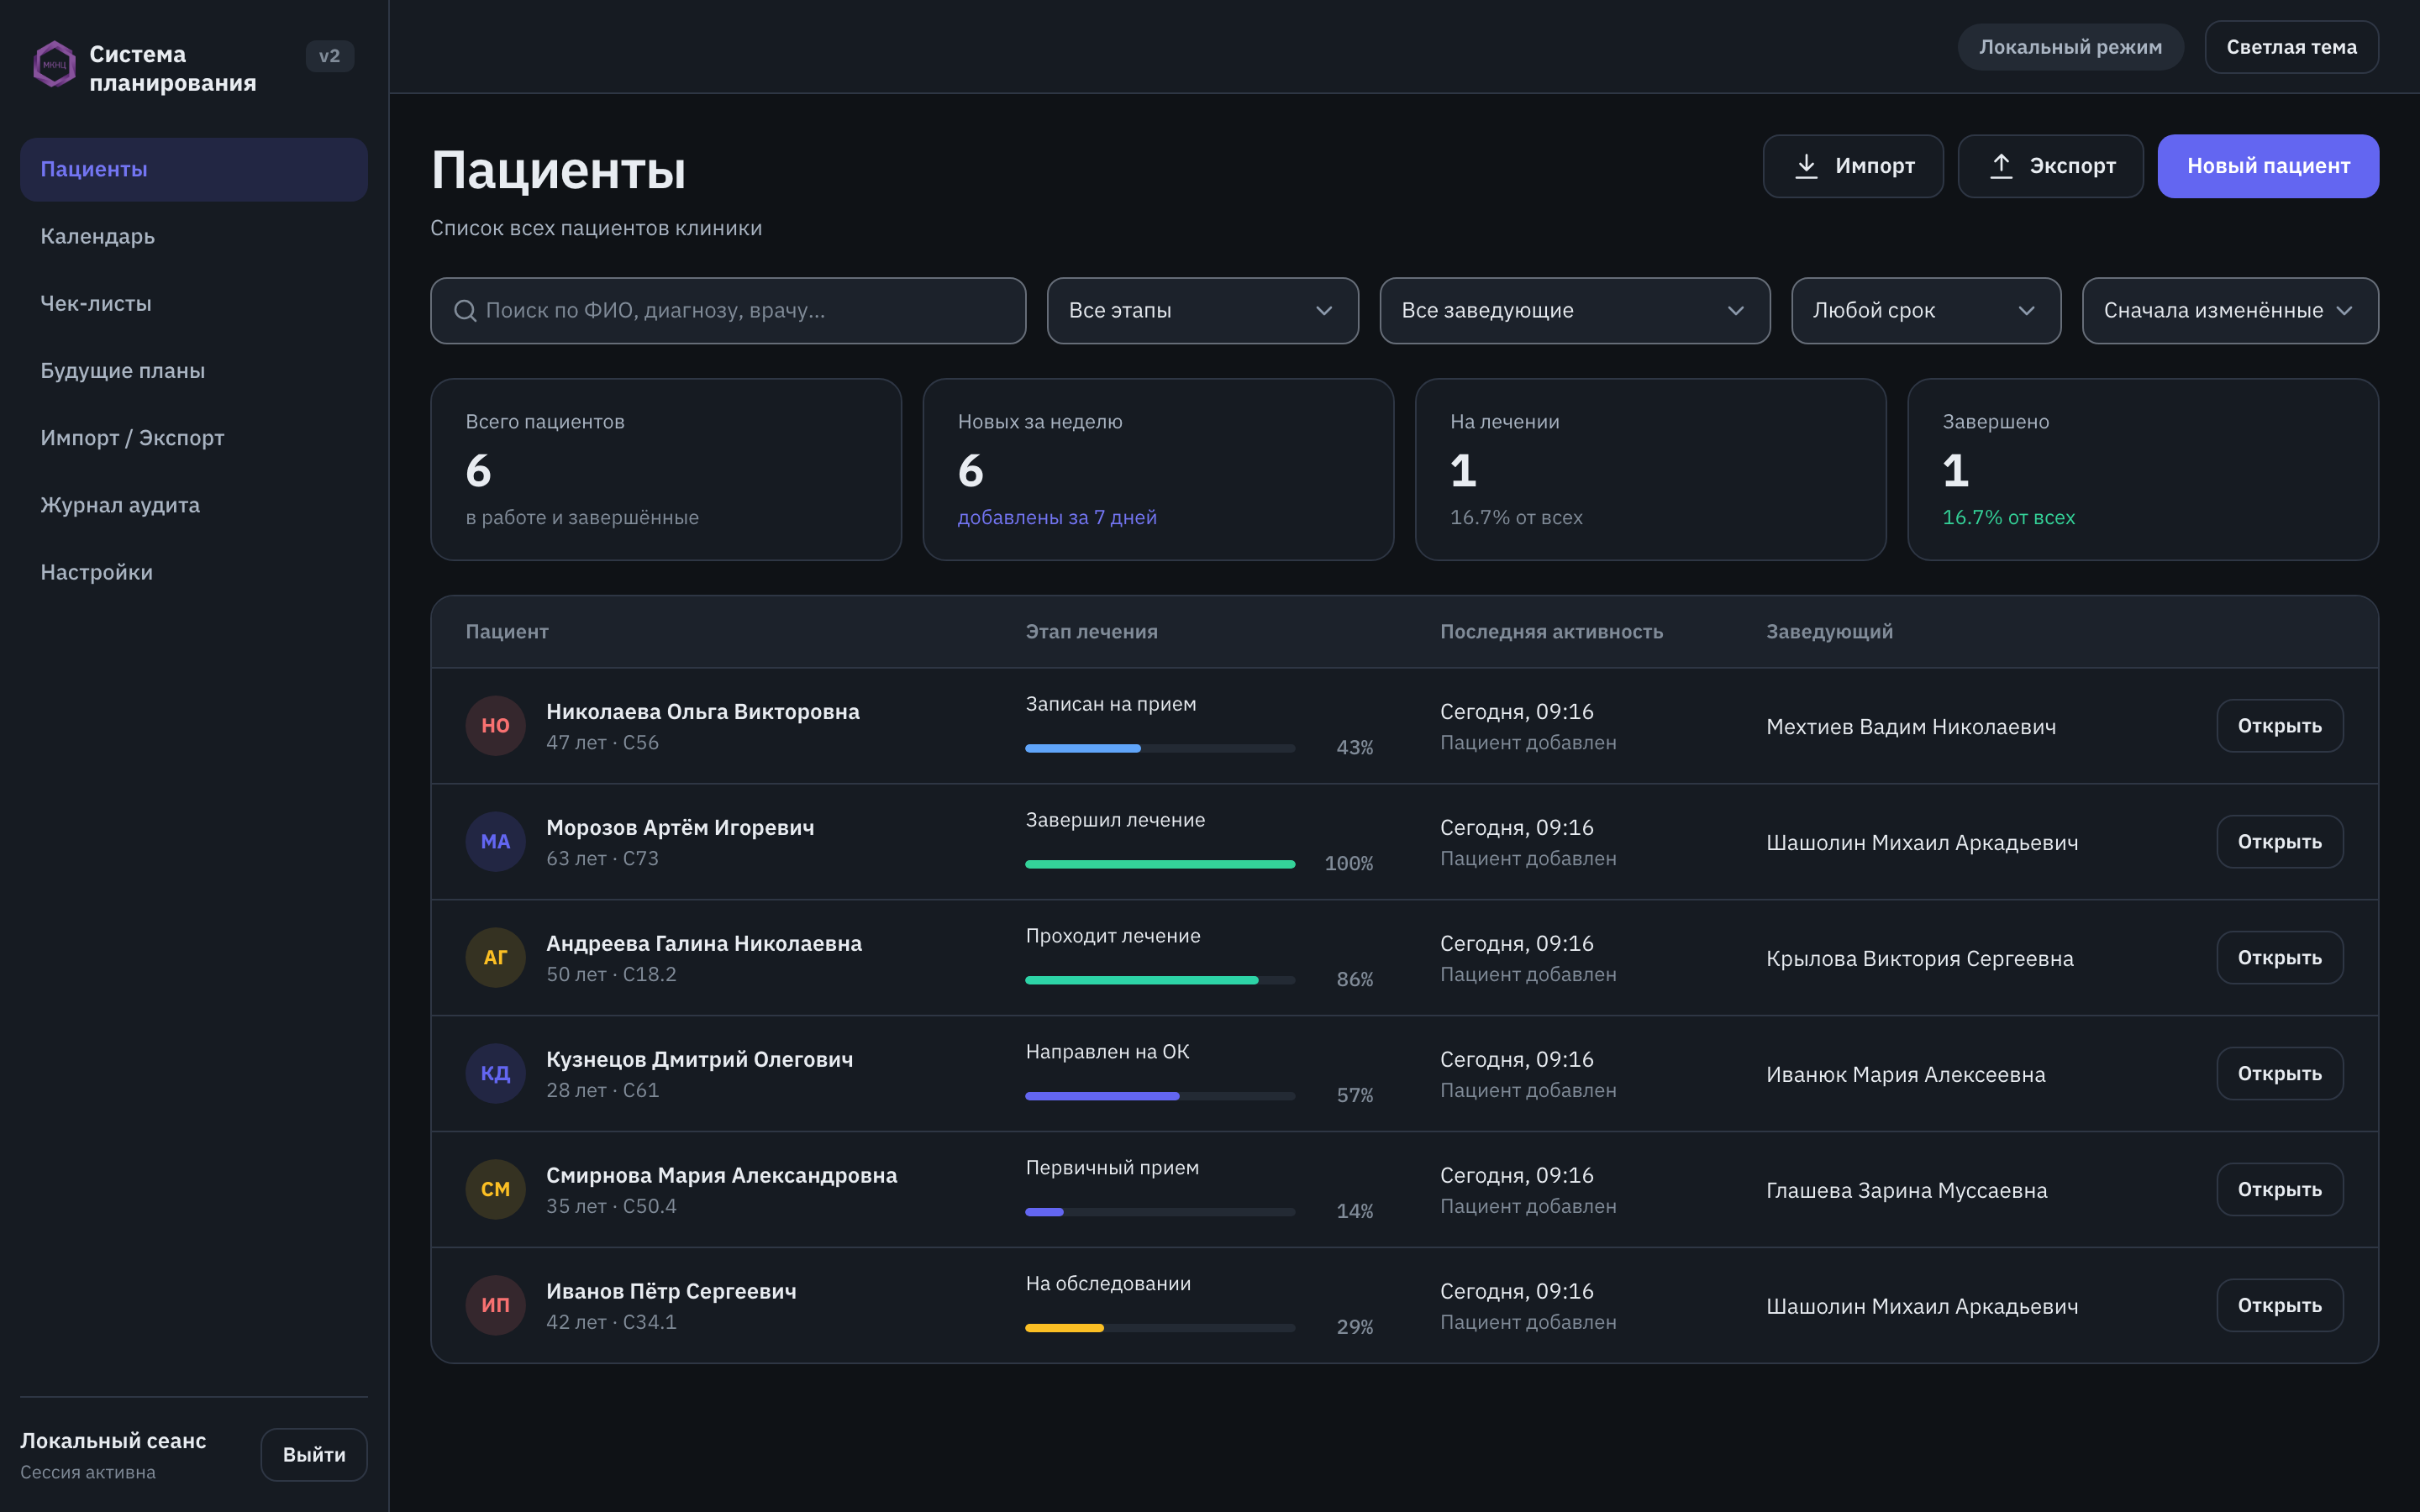 МКНЦ
Система
планирования
v2
Пациенты
Календарь
Чек-листы
Будущие планы
Импорт / Экспорт
Журнал аудита
Настройки
Локальный сеанс
Сессия активна
Выйти
Локальный режим
Светлая тема
Пациенты
Список всех пациентов клиники
Импорт
Экспорт
Новый пациент
Поиск по ФИО, диагнозу, врачу...
Все этапы
Все заведующие
Любой срок
Сначала изменённые
Всего пациентов
6
в работе и завершённые
Новых за неделю
6
добавлены за 7 дней
На лечении
1
16.7% от всех
Завершено
1
16.7% от всех
Пациент
Этап лечения
Последняя активность
Заведующий
НО
Николаева Ольга Викторовна
47 лет · C56
Записан на прием
43%
Сегодня, 09:16
Пациент добавлен
Мехтиев Вадим Николаевич
Открыть
МА
Морозов Артём Игоревич
63 лет · C73
Завершил лечение
100%
Сегодня, 09:16
Пациент добавлен
Шашолин Михаил Аркадьевич
Открыть
АГ
Андреева Галина Николаевна
50 лет · C18.2
Проходит лечение
86%
Сегодня, 09:16
Пациент добавлен
Крылова Виктория Сергеевна
Открыть
КД
Кузнецов Дмитрий Олегович
28 лет · C61
Направлен на ОК
57%
Сегодня, 09:16
Пациент добавлен
Иванюк Мария Алексеевна
Открыть
СМ
Смирнова Мария Александровна
35 лет · C50.4
Первичный прием
14%
Сегодня, 09:16
Пациент добавлен
Глашева Зарина Муссаевна
Открыть
ИП
Иванов Пётр Сергеевич
42 лет · C34.1
На обследовании
29%
Сегодня, 09:16
Пациент добавлен
Шашолин Михаил Аркадьевич
Открыть